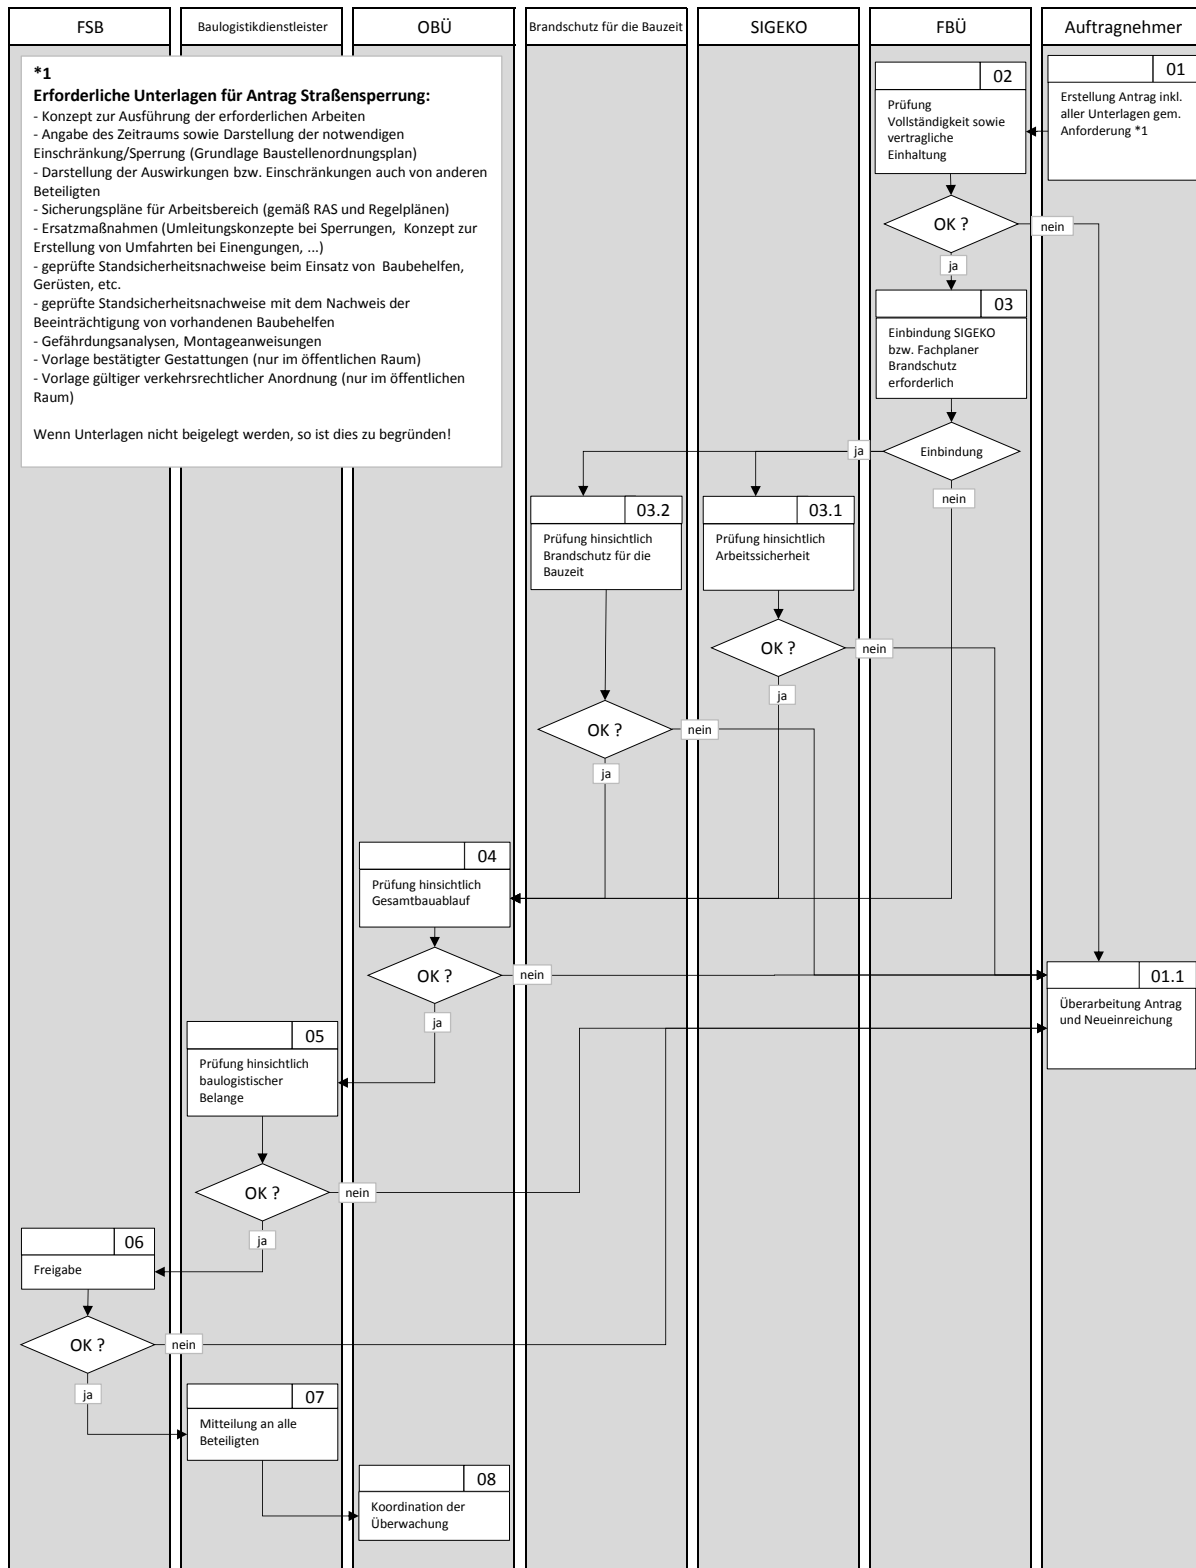 FSB
Baulogistikdienstleister
OBÜ
Brandschutz für die Bauzeit
SIGEKO
FBÜ
Auftragnehmer
*1
Erforderliche Unterlagen für Antrag Straßensperrung:
- Konzept zur Ausführung der erforderlichen Arbeiten
- Angabe des Zeitraums sowie Darstellung der notwendigen
Einschränkung/Sperrung (Grundlage Baustellenordnungsplan)
- Darstellung der Auswirkungen bzw. Einschränkungen auch von anderen
Beteiligten
- Sicherungspläne für Arbeitsbereich (gemäß RAS und Regelplänen)
- Ersatzmaßnahmen (Umleitungskonzepte bei Sperrungen, Konzept zur
Erstellung von Umfahrten bei Einengungen, ...)
- geprüfte Standsicherheitsnachweise beim Einsatz von Baubehelfen,
Gerüsten, etc.
- geprüfte Standsicherheitsnachweise mit dem Nachweis der
Beeinträchtigung von vorhandenen Baubehelfen
- Gefährdungsanalysen, Montageanweisungen
- Vorlage bestätigter Gestattungen (nur im öffentlichen Raum)
- Vorlage gültiger verkehrsrechtlicher Anordnung (nur im öffentlichen
Raum)
Wenn Unterlagen nicht beigelegt werden, so ist dies zu begründen!
01
Erstellung Antrag inkl.
aller Unterlagen gem.
Anforderung *1
02
Prüfung
Vollständigkeit sowie
vertragliche
Einhaltung
OK ?
nein
ja
03
Einbindung SIGEKO
bzw. Fachplaner
Brandschutz
erforderlich
Einbindung
ja
nein
03.2
Prüfung hinsichtlich
Brandschutz für die
Bauzeit
03.1
Prüfung hinsichtlich
Arbeitssicherheit
OK ?
nein
ja
OK ?
nein
ja
04
Prüfung hinsichtlich
Gesamtbauablauf
OK ?
nein
ja
01.1
Überarbeitung Antrag
und Neueinreichung
05
Prüfung hinsichtlich
baulogistischer
Belange
OK ?
nein
ja
06
Freigabe
OK ?
nein
ja
07
Mitteilung an alle
Beteiligten
08
Koordination der
Überwachung